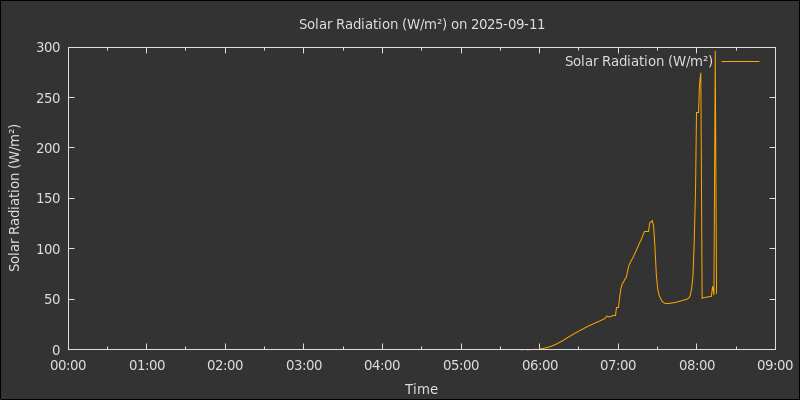 Solar Radiation (W/m²) on 2025-09-11
Solar Radiation (W/m²)
Solar Radiation (W/m²)
300
250
200
150
100
50
0
00:00 01:00 02:00 03:00 04:00 05:00 06:00 07:00 08:00 09:00
Time